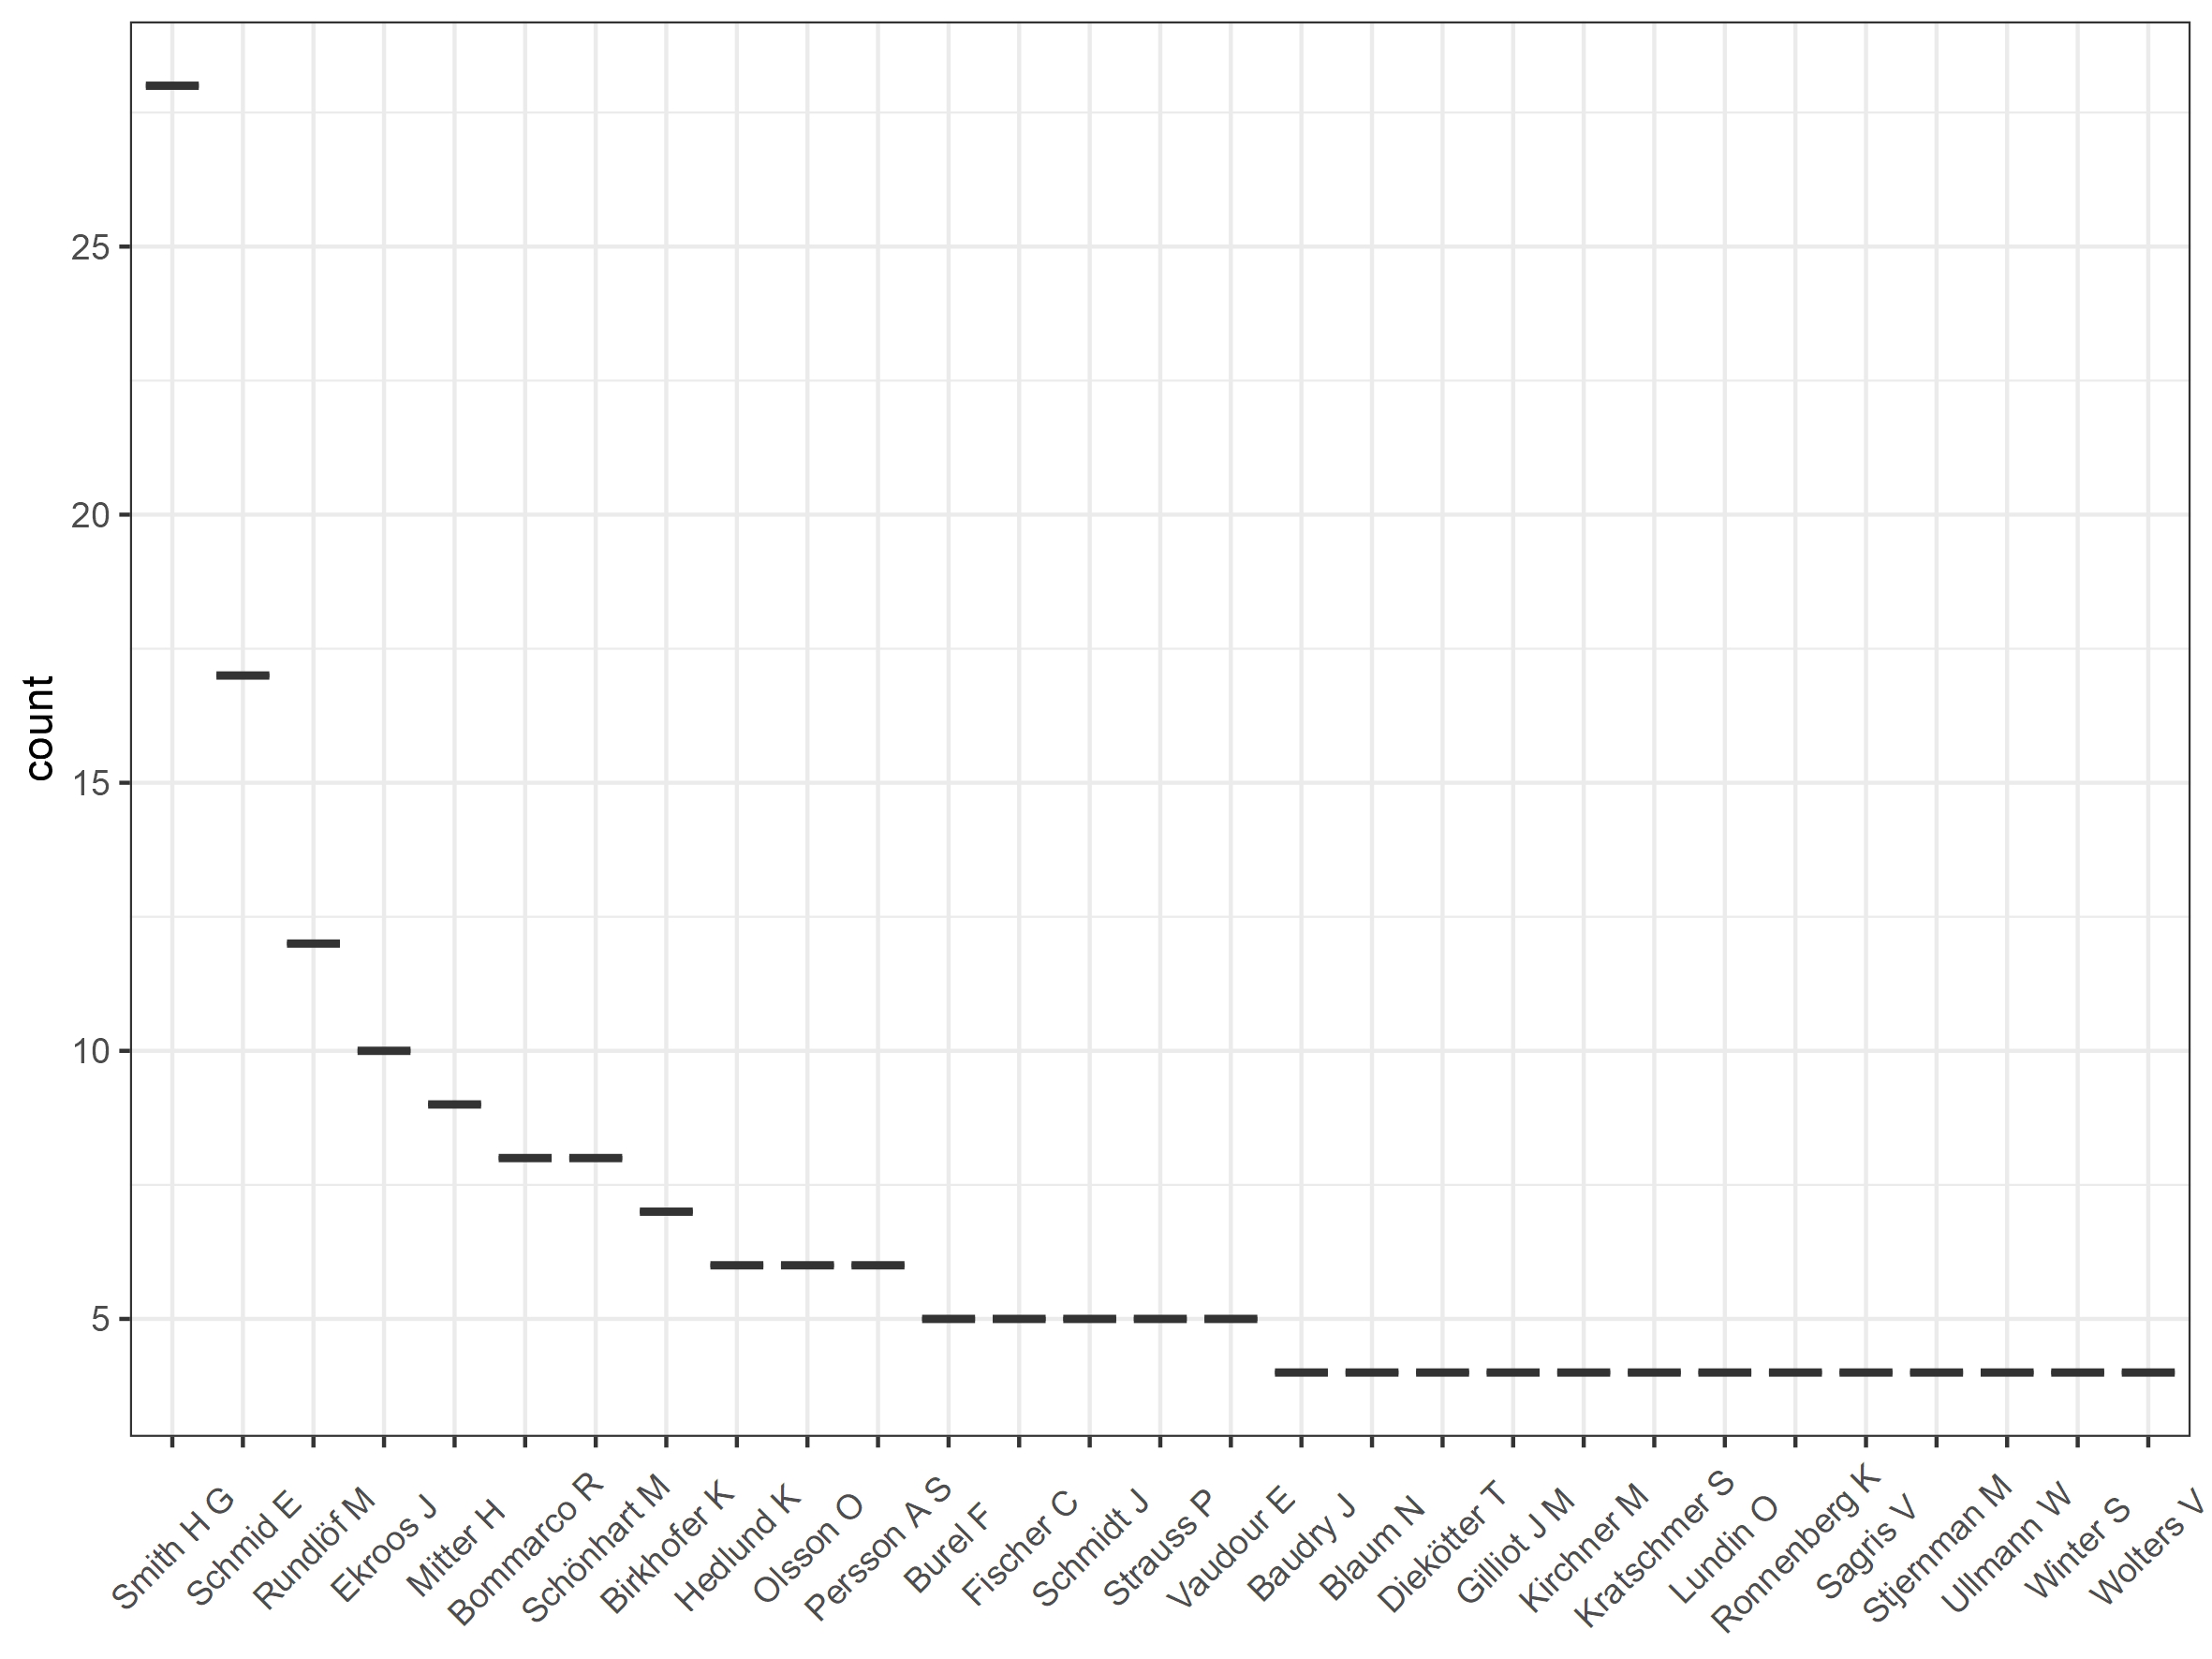 count
25
20
15
10
5
Smith H G
Schmid E
Rundlöf M
Ekroos J
Mitter H
Bommarco R
Schönhart M
Birkhofer K
Hedlund K
Olsson O
Persson A S
Burel F
Fischer C
Schmidt J
Strauss P
Vaudour E
Baudry J
Blaum N
Diekötter T
Gilliot J M
Kirchner M
Kratschmer S
Lundin O
Ronnenberg K
Sagris V
Stjernman M
Ullmann W
Winter S
Wolters V